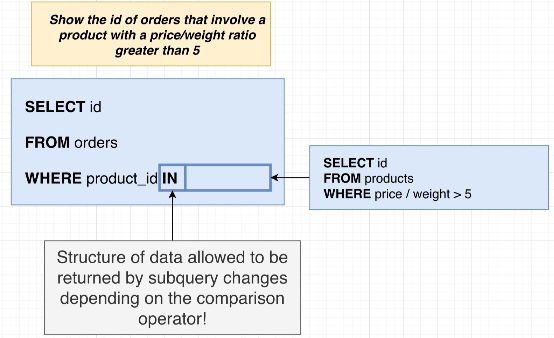 Show the id of orders that involve a
product with a price/weight ratio
greater than 5
SELECT id
FROM orders
WHERE product_id IN
SELECT id
FROM products
WHERE price / weight > 5
Structure of data allowed to be
returned by subquery changes
depending on the comparison
operator!